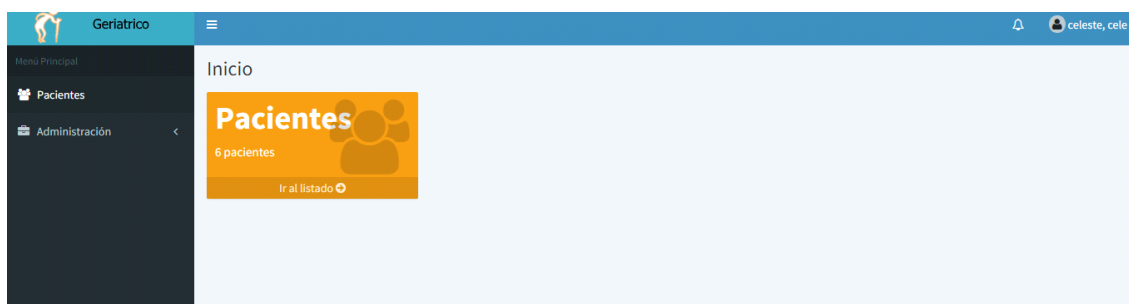 Geriatrico
celeste, cele
Menú Principal
Pacientes
Administración
Inicio
Pacientes
6 pacientes
Ir al listado